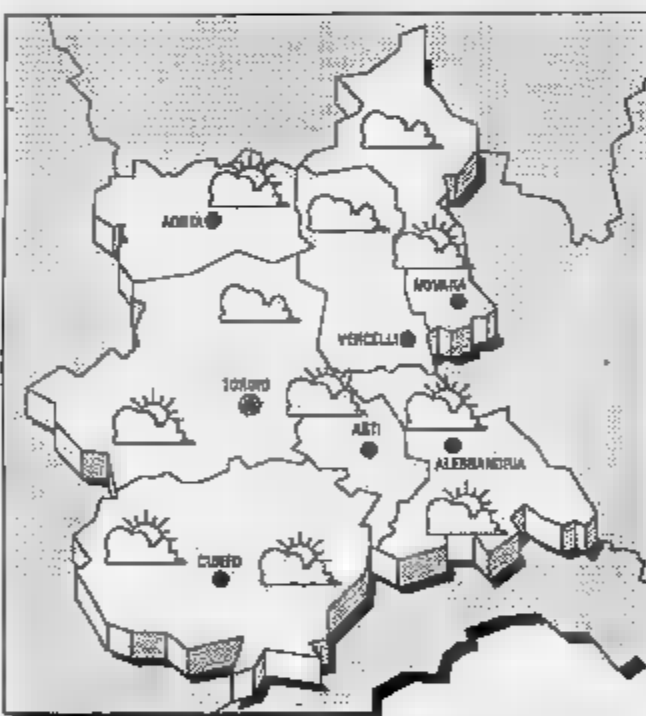 AOSTA
NOVARA
VERCELLI
TORINO
ASTI
ALESSANDRIA
CUNEO